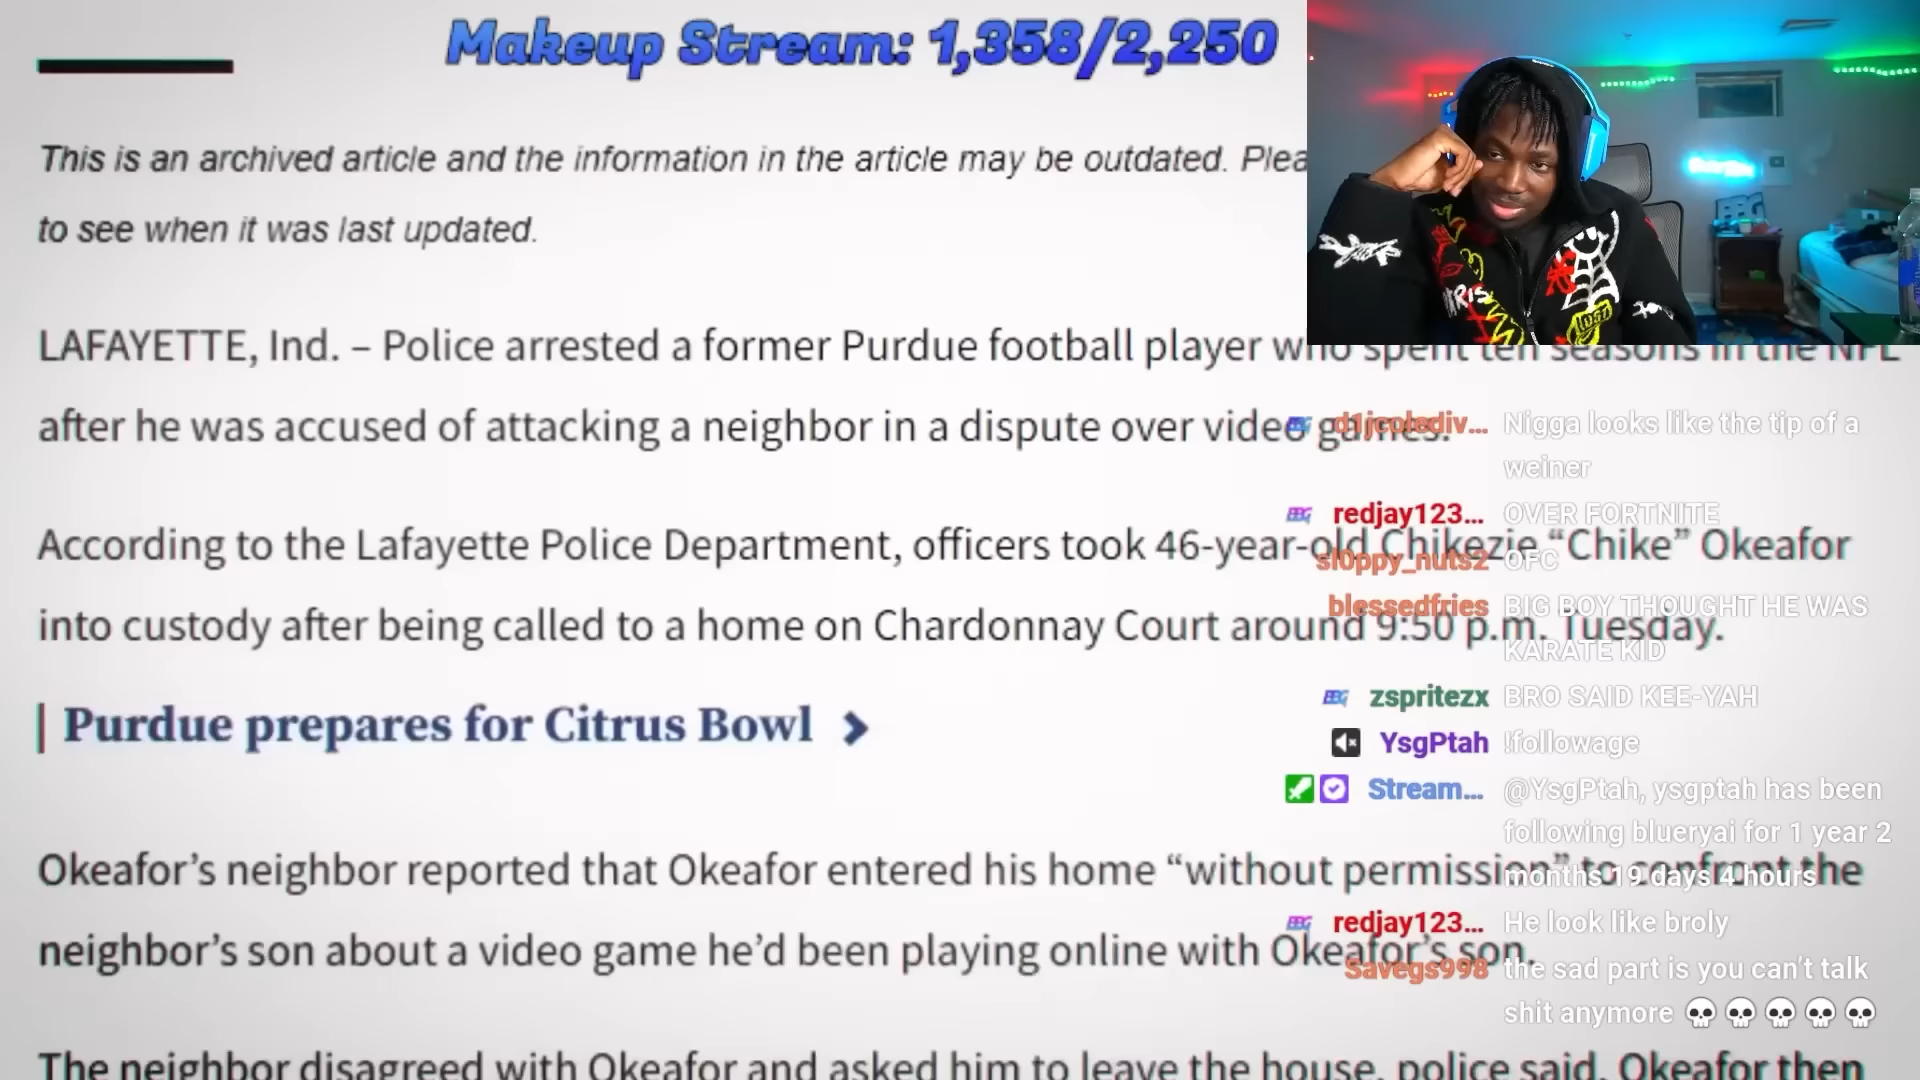 Makeup Stream: 1,358/2,250
This is an archived article and the information in the article may be outdated. Plea
to see when it was last updated.
LAFAYETTE, Ind. – Police arrested a former Purdue football player who spent ten seasons in the NFL
after he was accused of attacking a neighbor in a dispute over video games.
According to the Lafayette Police Department, officers took 46-year-old Chikezie “Chike” Okeafor
into custody after being called to a home on Chardonnay Court around 9:50 p.m. Tuesday.
Purdue prepares for Citrus Bowl
Okeafor’s neighbor reported that Okeafor entered his home “without permission” to confront the
neighbor’s son about a video game he’d been playing online with Okeafor’s son.
The neighbor disagreed with Okeafor and asked him to leave the house, police said. Okeafor then
d1jcolediv... Nigga looks like the tip of a
weiner
redjay123... OVER FORTNITE
sl0ppy_nuts2 OFC
blessedfries BIG BOY THOUGHT HE WAS
KARATE KID
zspritezx BRO SAID KEE-YAH
YsgPtah !followage
Stream... @YsgPtah, ysgptah has been
following blueryai for 1 year 2
months 19 days 4 hours
redjay123... He look like broly
Savegs998 the sad part is you can't talk
shit anymore 💀💀💀💀💀